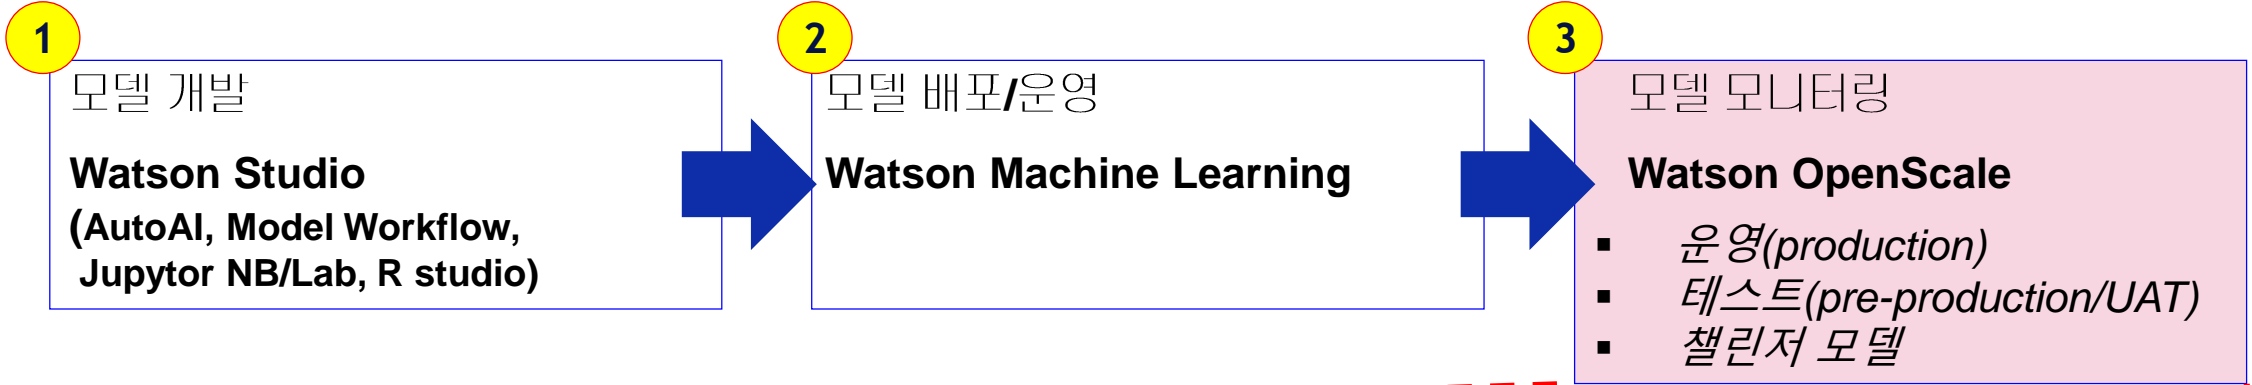 1
모델 개발
Watson Studio
(AutoAI, Model Workflow,
Jupytor NB/Lab, R studio)
2
모델 배포/운영
Watson Machine Learning
3
모델 모니터링
Watson OpenScale
▪ 운영(production)
▪ 테스트(pre-production/UAT)
▪ 챌린저 모델